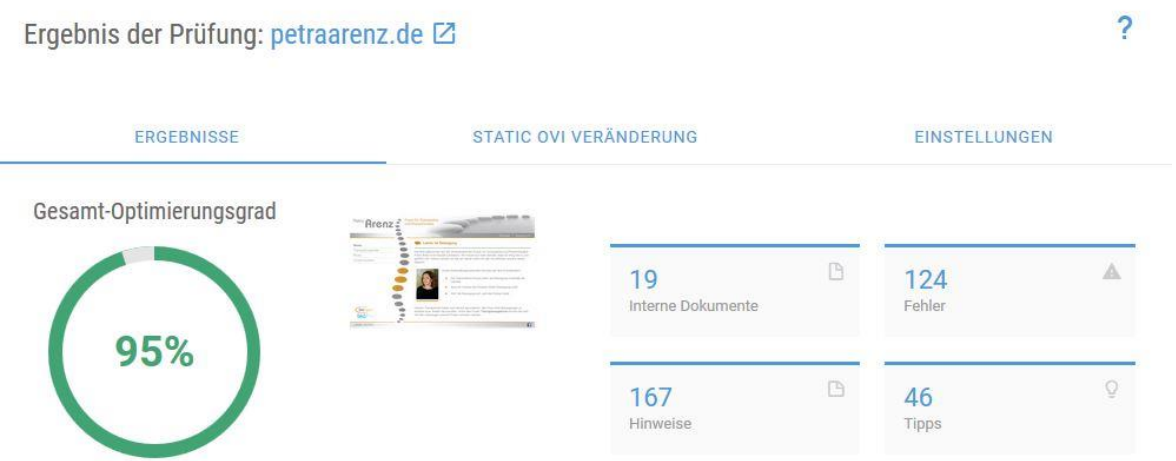 Ergebnis der Prüfung: petraarenz.de
?
ERGEBNISSE
STATIC OVI VERÄNDERUNG
EINSTELLUNGEN
Gesamt-Optimierungsgrad
95%
Arenz
19
Interne Dokumente
124
Fehler
167
Hinweise
46
Tipps